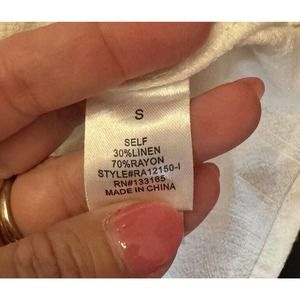 S
SELF
30%LINEN
70%RAYON
STYLE#RA12150-I
RN#133165
MADE IN CHINA